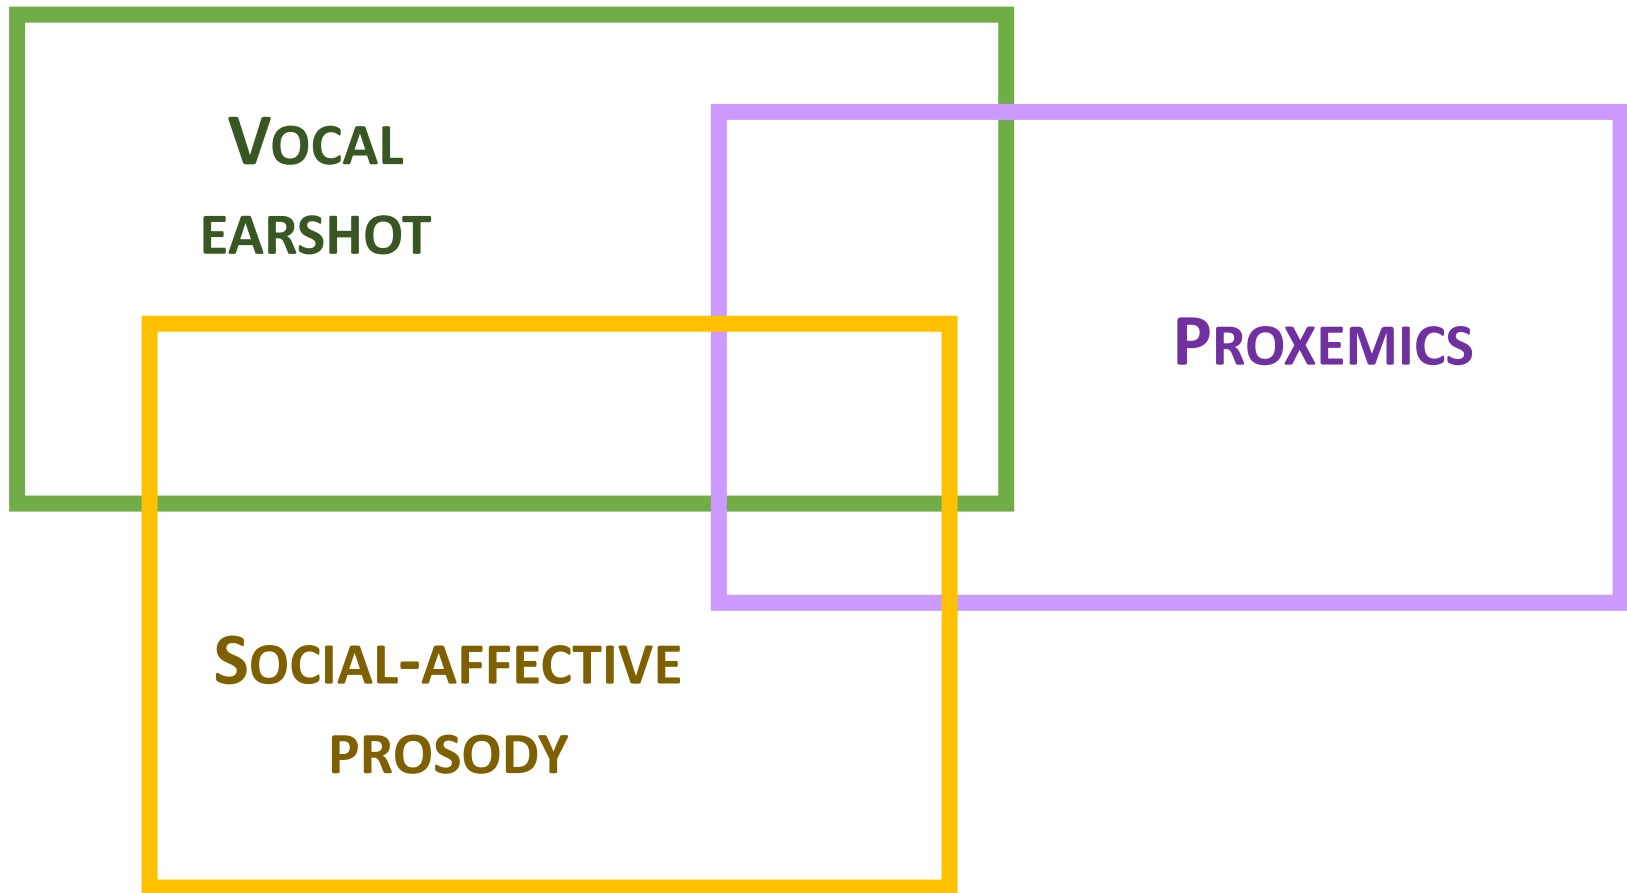 VOCAL
EARSHOT
PROXEMICS
SOCIAL-AFFECTIVE
PROSODY